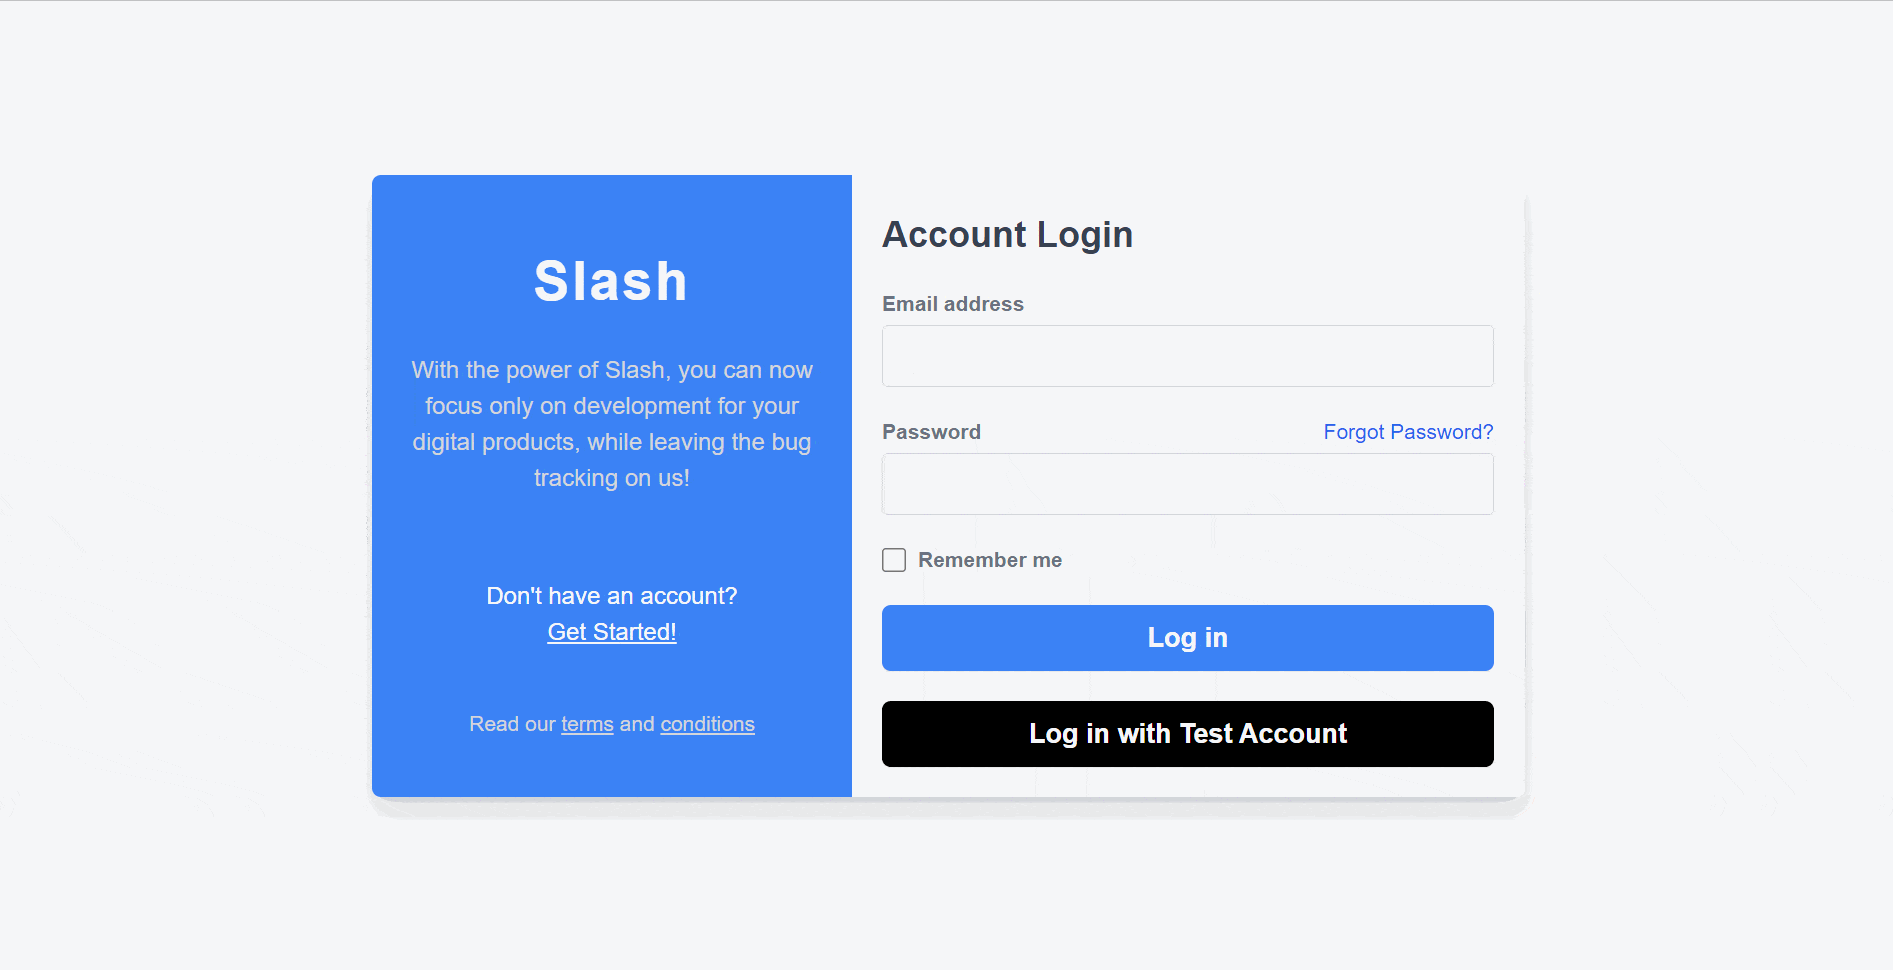 Slash
With the power of Slash, you can now
focus only on development for your
digital products, while leaving the bug
tracking on us!
Don't have an account?
Get Started!
Read our terms and conditions
Account Login
Email address
Password
Forgot Password?
Remember me
Log in
Log in with Test Account